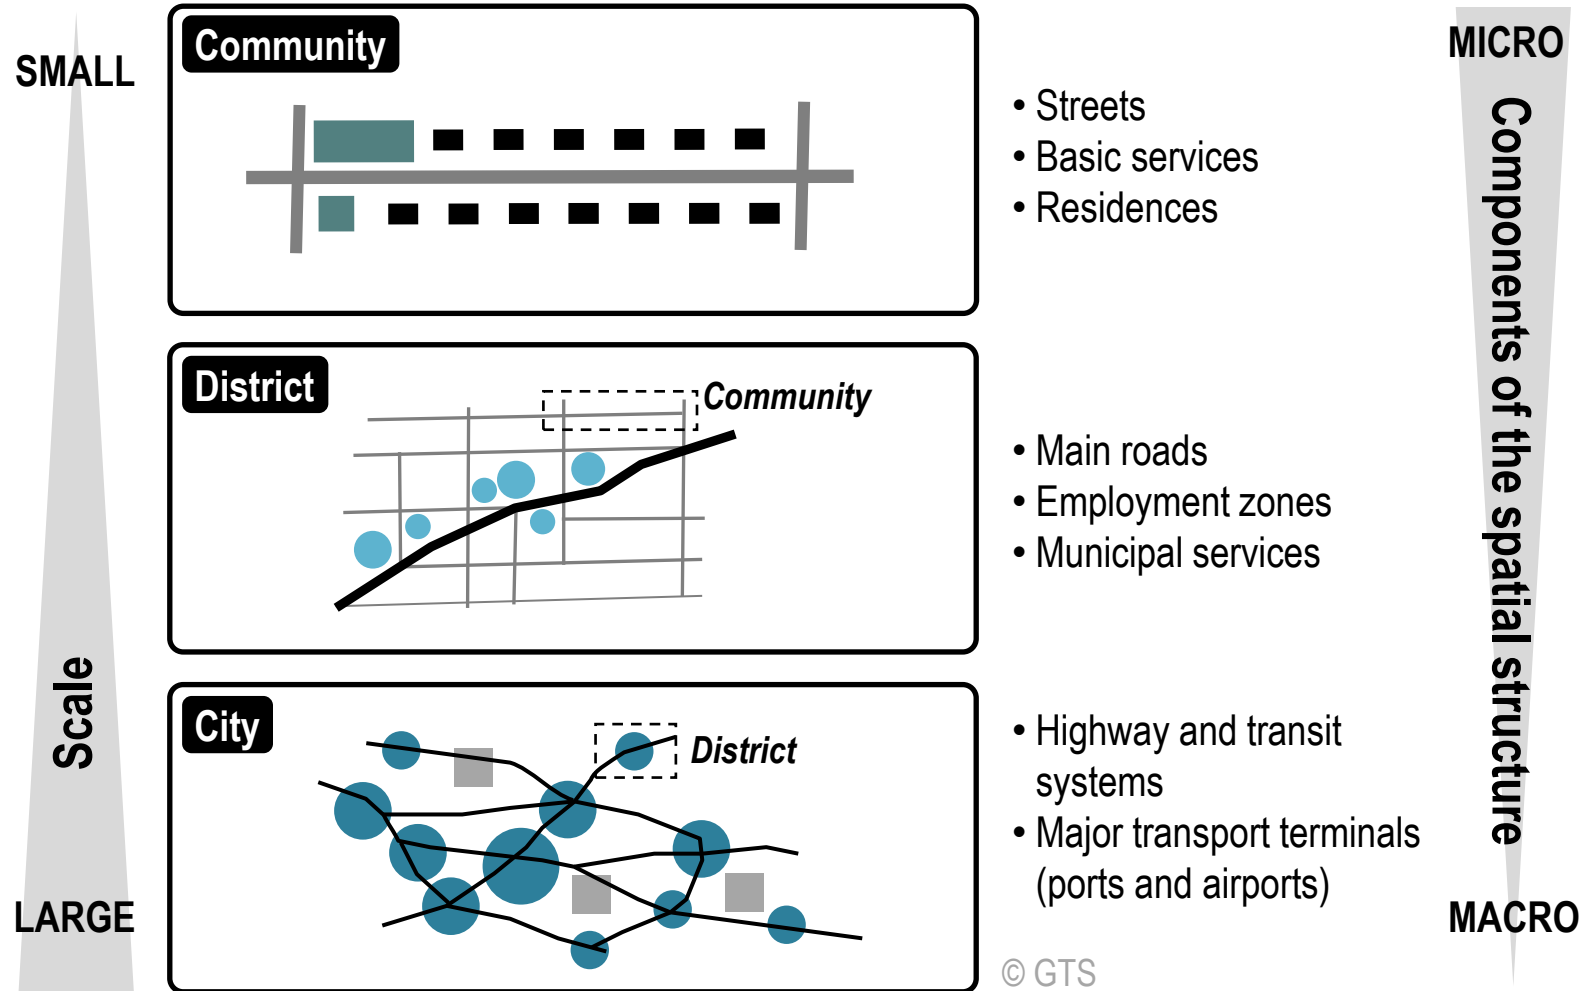 SMALL
Scale
LARGE
Community
• Streets
• Basic services
• Residences
District
Community
• Main roads
• Employment zones
• Municipal services
City
District
• Highway and transit
systems
• Major transport terminals
(ports and airports)
© GTS
MICRO
Components of the spatial structure
MACRO